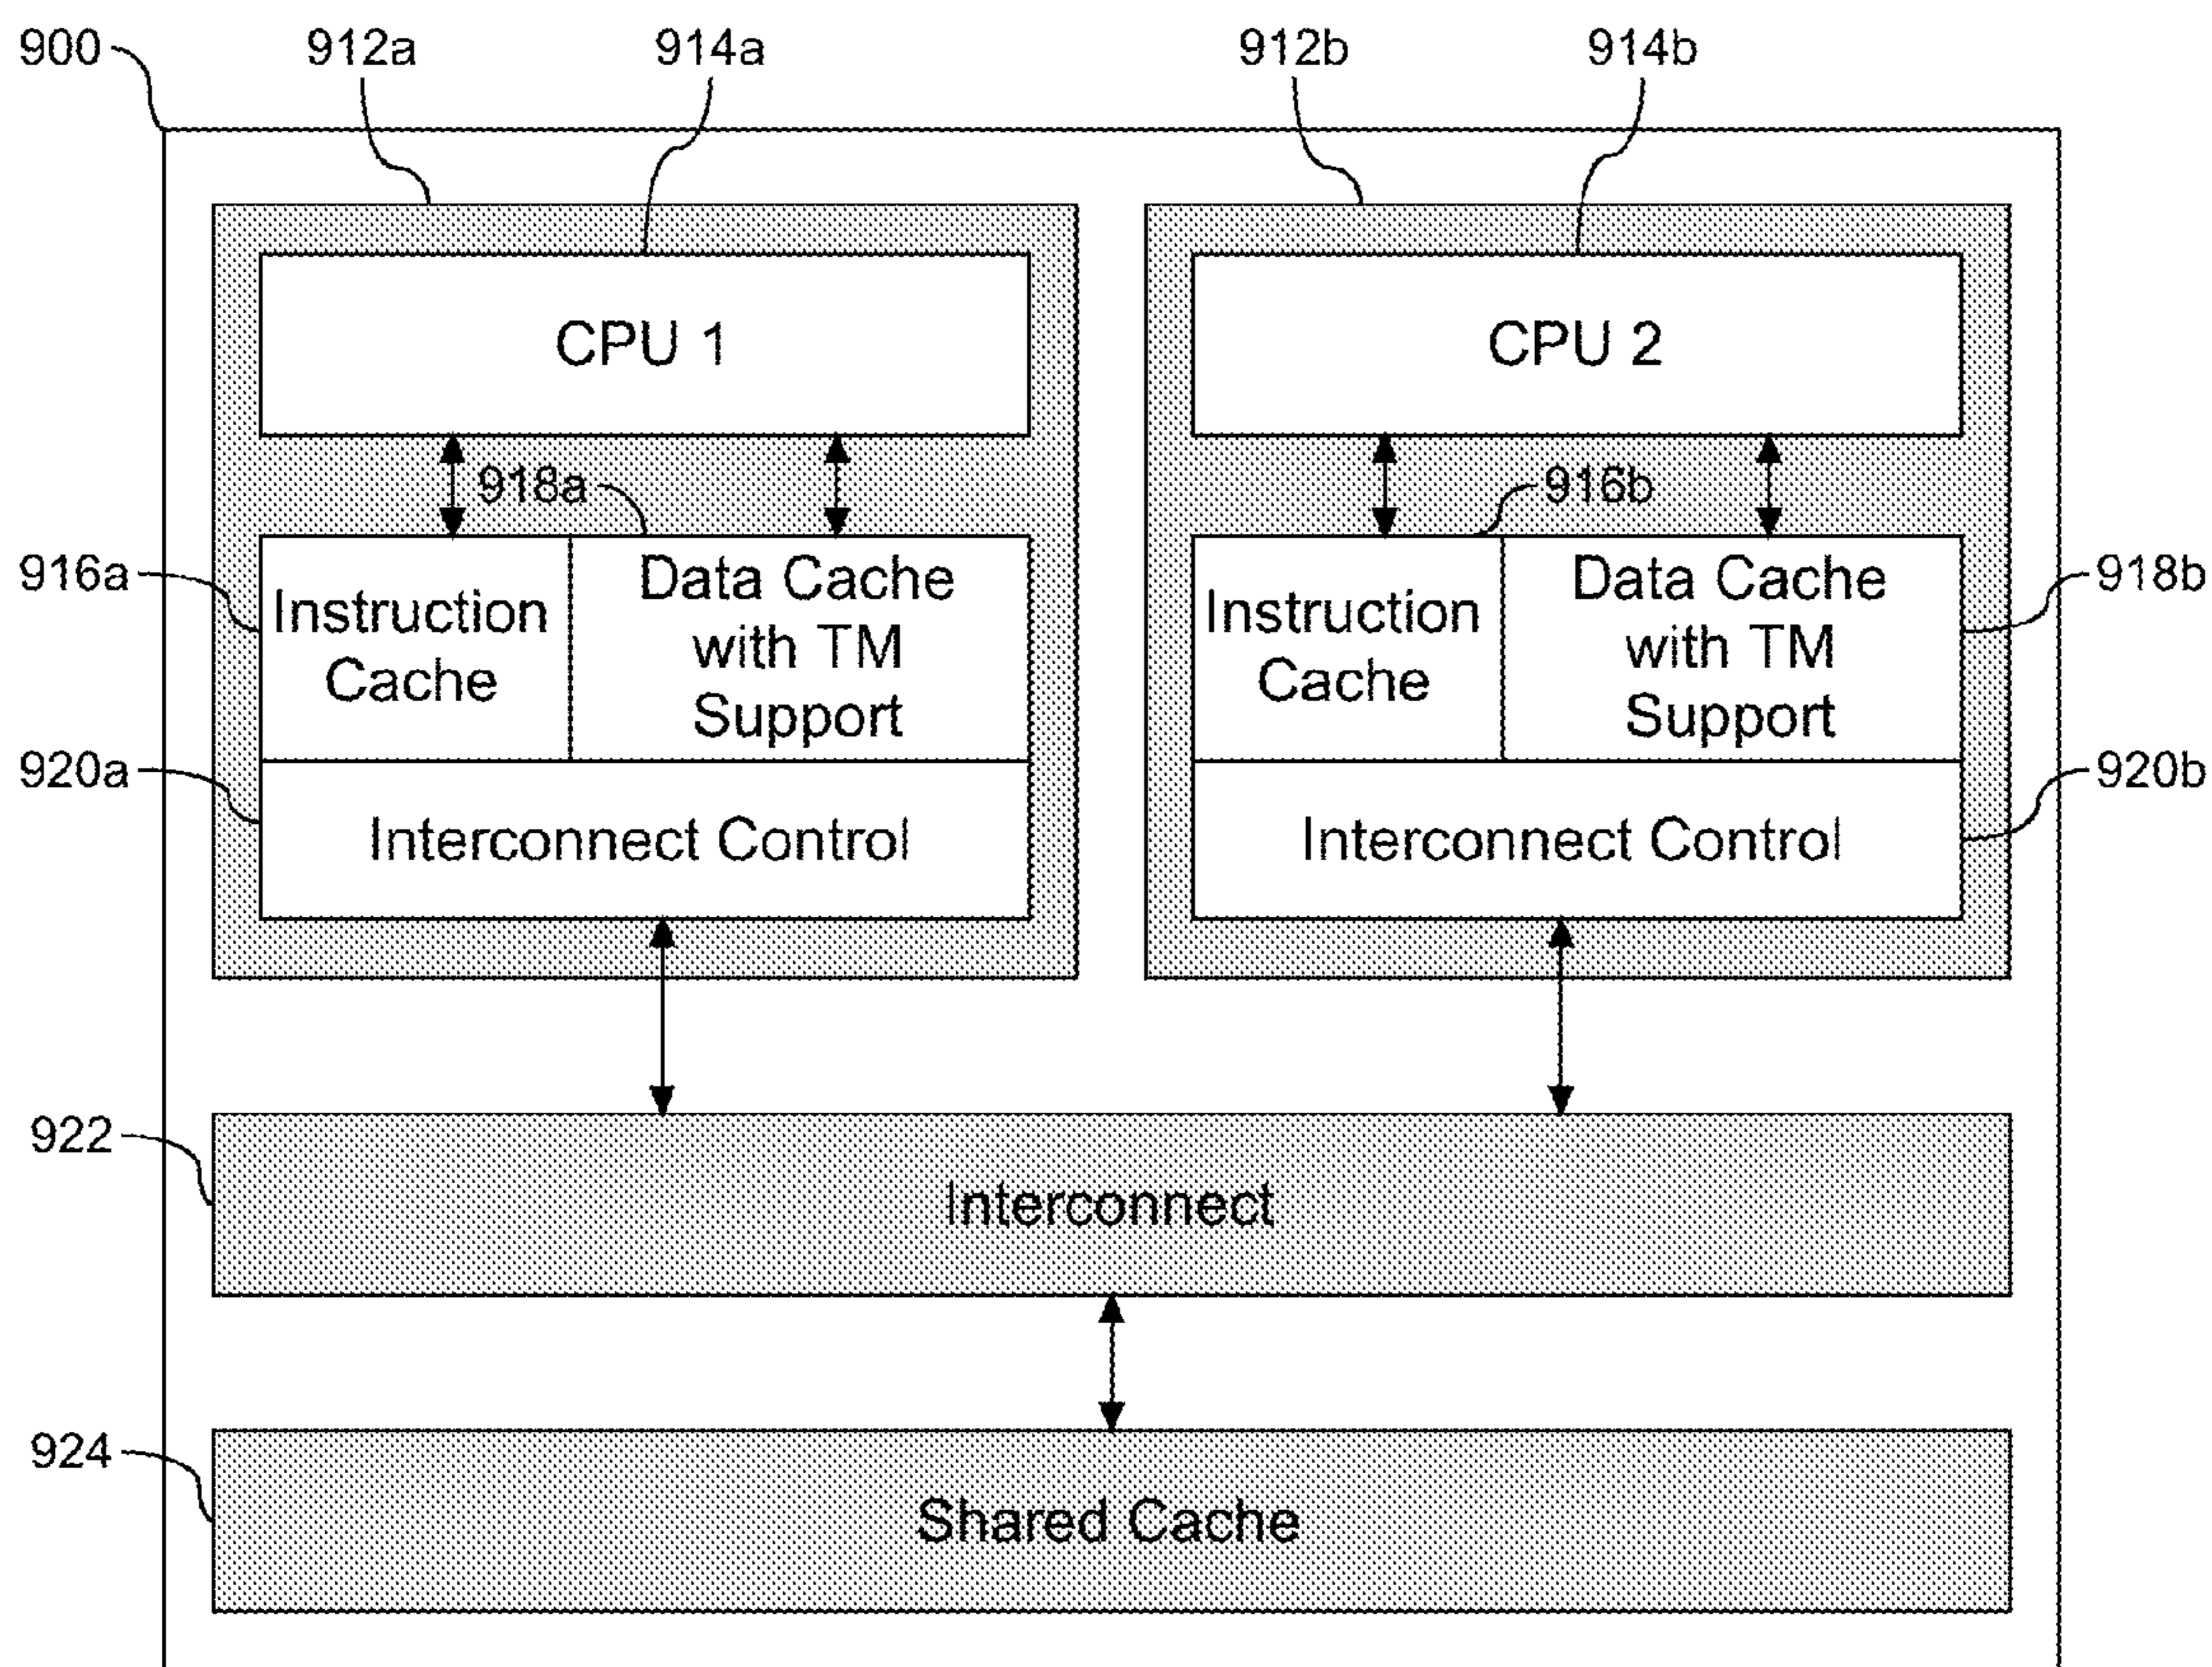 900
912a
914a
912b
914b
CPU 1
CPU 2
918a
916b
916a
Instruction
Cache
Data Cache
with TM
Support
Instruction
Cache
Data Cache
with TM
Support
918b
920a
Interconnect Control
Interconnect Control
920b
922
Interconnect
924
Shared Cache